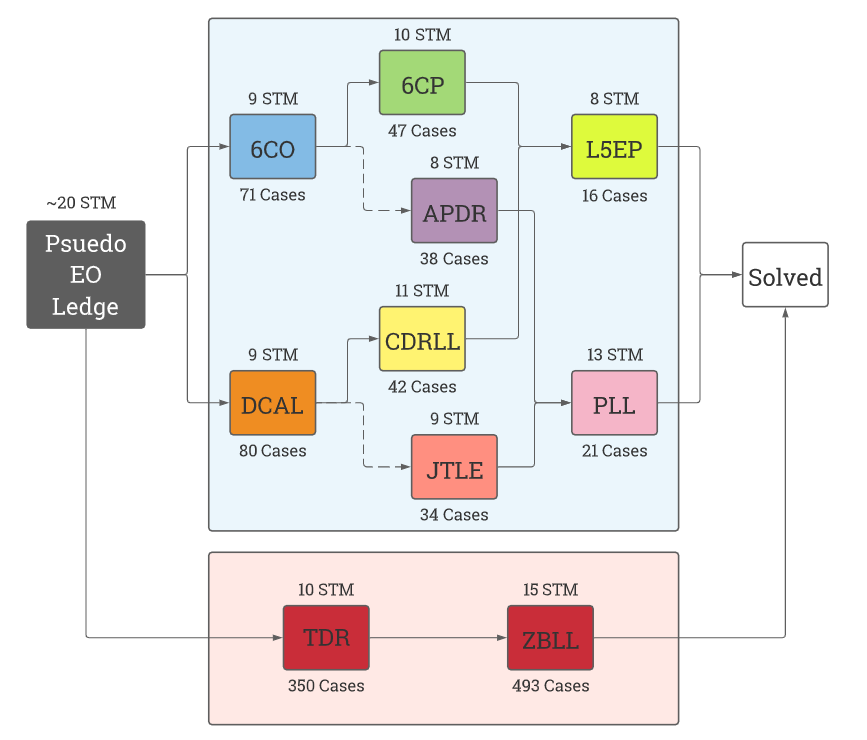 10 STM
6CP
47 Cases
9 STM
6CO
71 Cases
8 STM
L5EP
16 Cases
8 STM
APDR
38 Cases
~20 STM
Psuedo
EO
Ledge
Solved
11 STM
CDRLL
42 Cases
9 STM
DCAL
80 Cases
13 STM
PLL
21 Cases
9 STM
JTLE
34 Cases
10 STM
TDR
350 Cases
15 STM
ZBLL
493 Cases